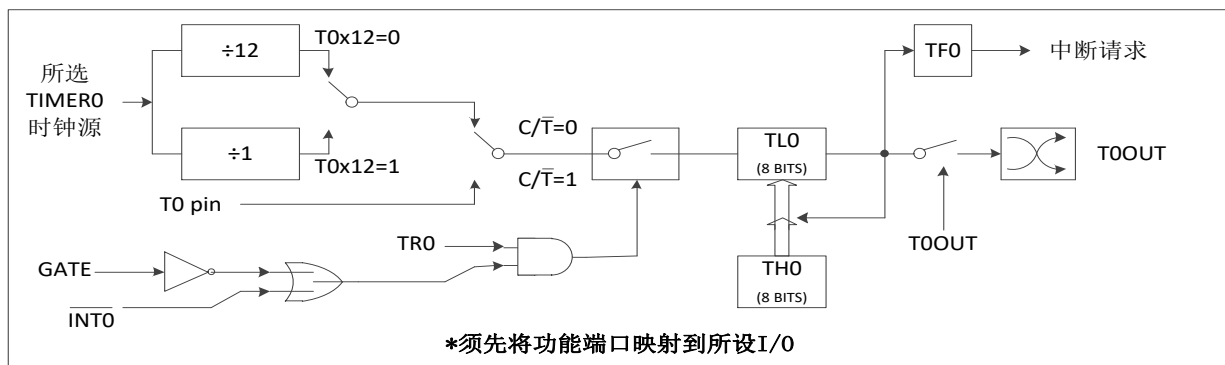 ÷12
T0x12=0
所选
TIMER0
时钟源
÷1
T0x12=1
T0 pin
C/T̅=0
C/T̅=1
TR0
GATE
I̅N̅T̅0̅
TL0
(8 BITS)
TH0
(8 BITS)
TF0
中断请求
T0OUT
T0OUT
*须先将功能端口映射到所设I/O